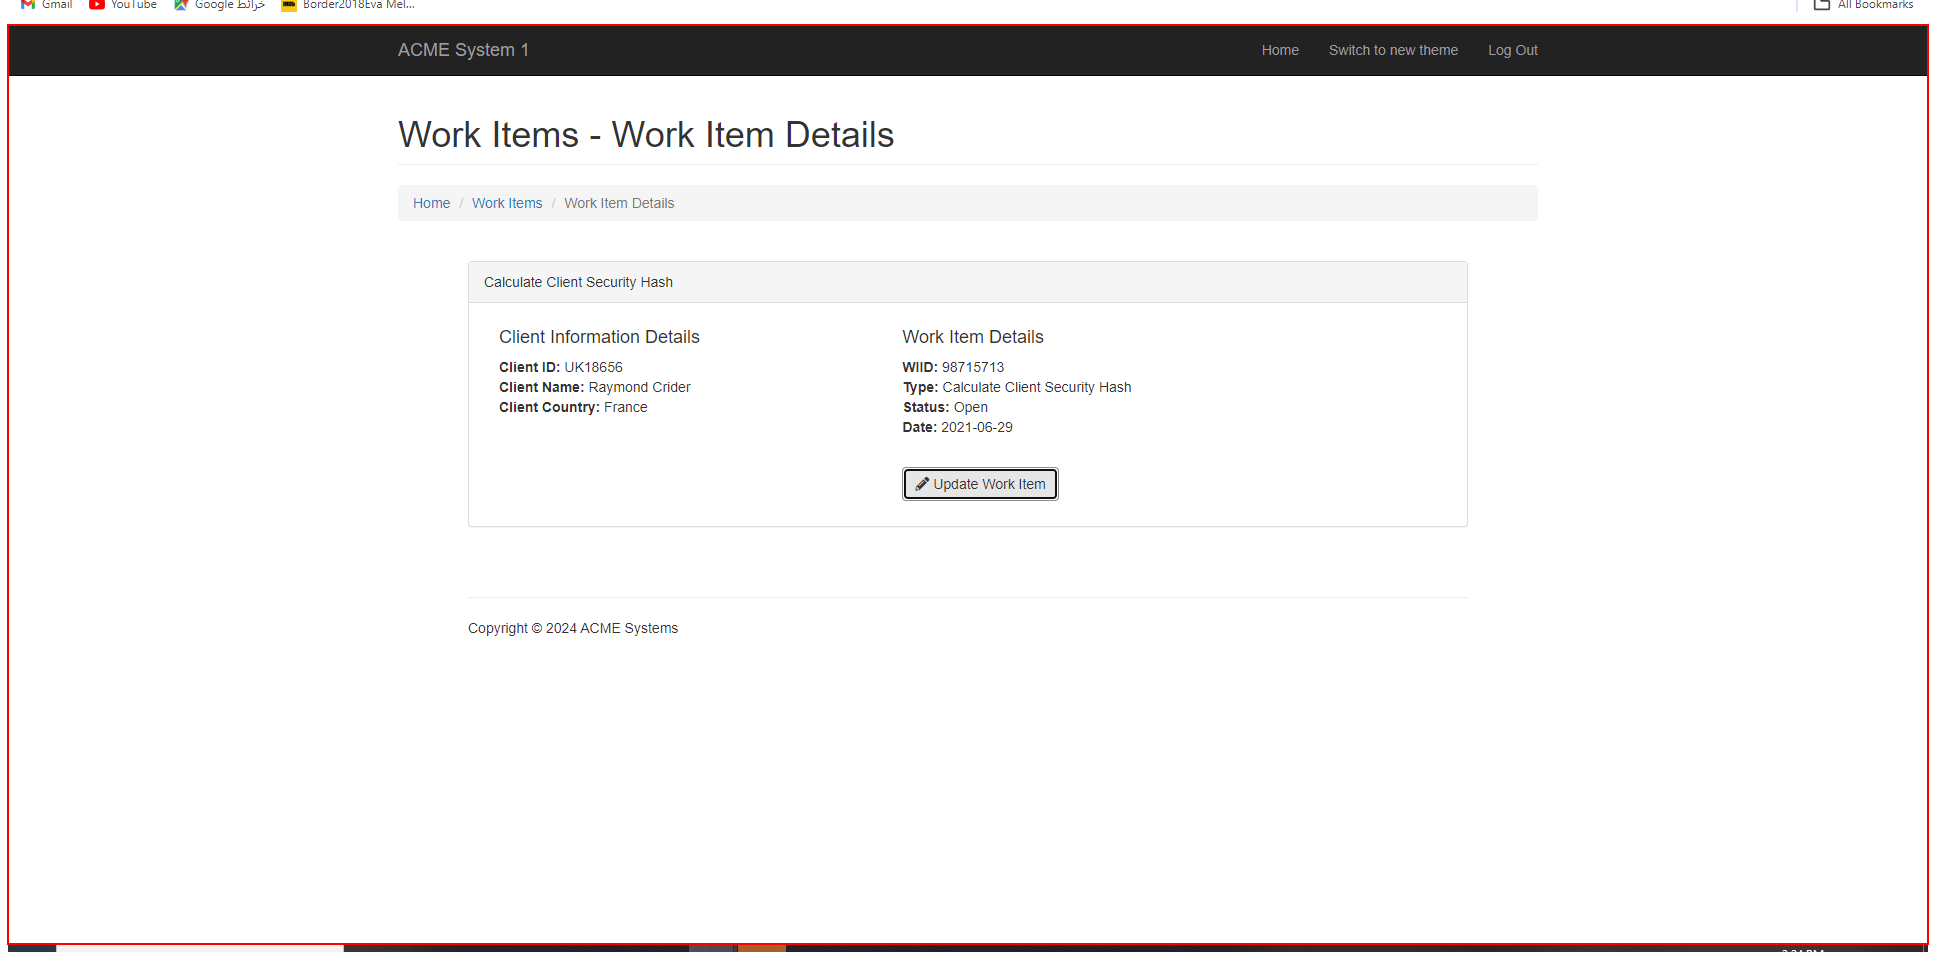 Gmail YouTube خرائط Google Border2018Eva Mel... All Bookmarks
ACME System 1 Home Switch to new theme Log Out
Work Items - Work Item Details
Home / Work Items / Work Item Details
Calculate Client Security Hash
Client Information Details
Client ID: UK18656
Client Name: Raymond Crider
Client Country: France
Work Item Details
WIID: 98715713
Type: Calculate Client Security Hash
Status: Open
Date: 2021-06-29
Update Work Item
Copyright © 2024 ACME Systems